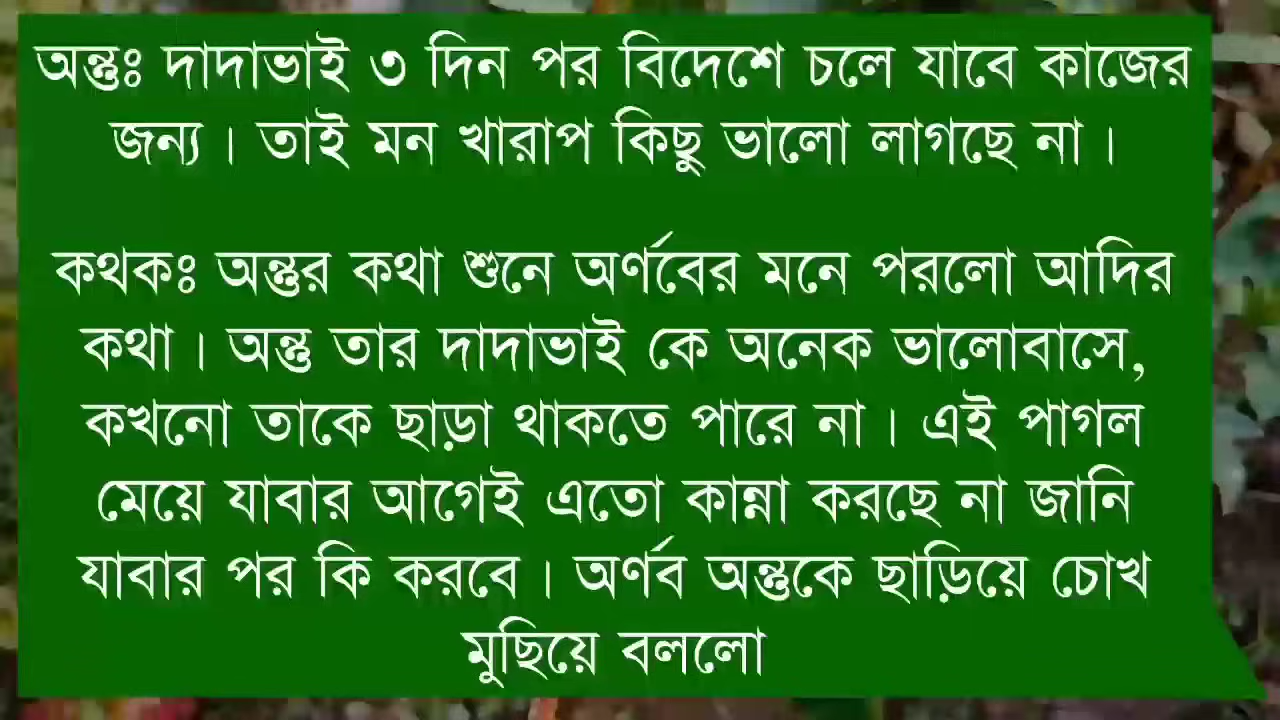 অন্তুঃ দাদাভাই ৩ দিন পর বিদেশে চলে যাবে কাজের
জন্য। তাই মন খারাপ কিছু ভালো লাগছে না।
কথকঃ অন্তুর কথা শুনে অর্ণবের মনে পরলো আদির
কথা। অন্তু তার দাদাভাই কে অনেক ভালোবাসে,
কখনো তাকে ছাড়া থাকতে পারে না। এই পাগল
মেয়ে যাবার আগেই এতো কান্না করছে না জানি
যাবার পর কি করবে। অর্ণব অন্তুকে ছাড়িয়ে চোখ
মুছিয়ে বললো